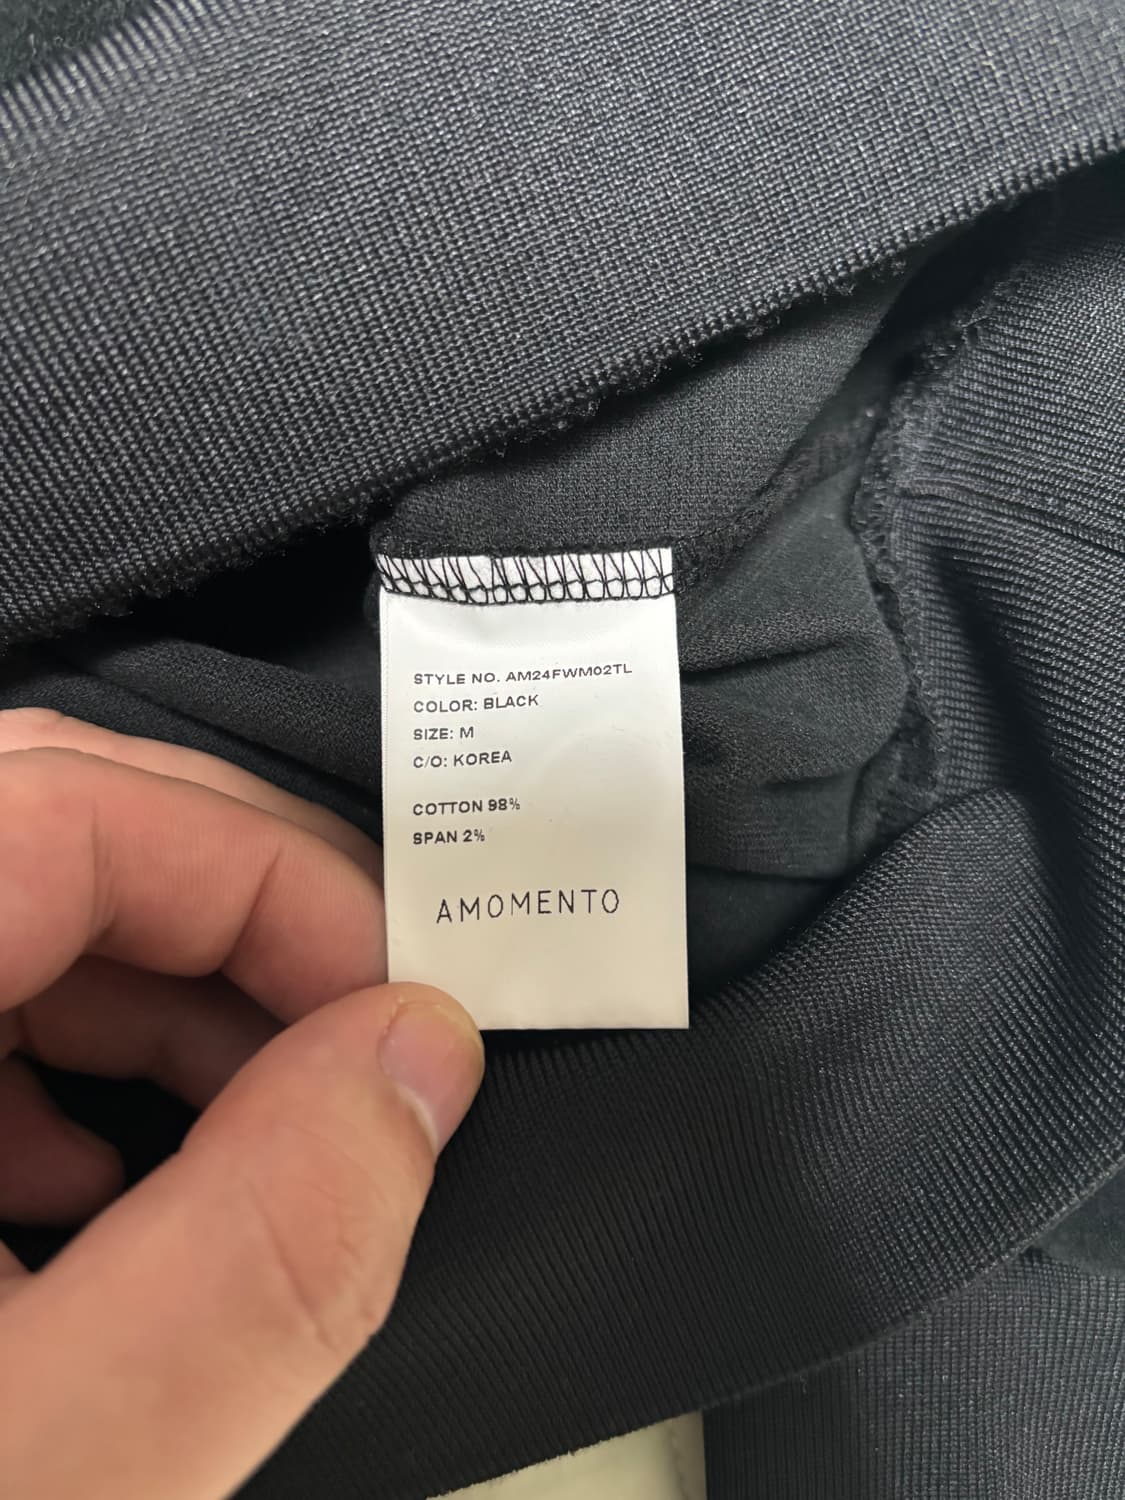 STYLE NO. AM24FWM02TL
COLOR: BLACK
SIZE: M
C/O: KOREA
COTTON 98%
SPAN 2%
AMOMENTO